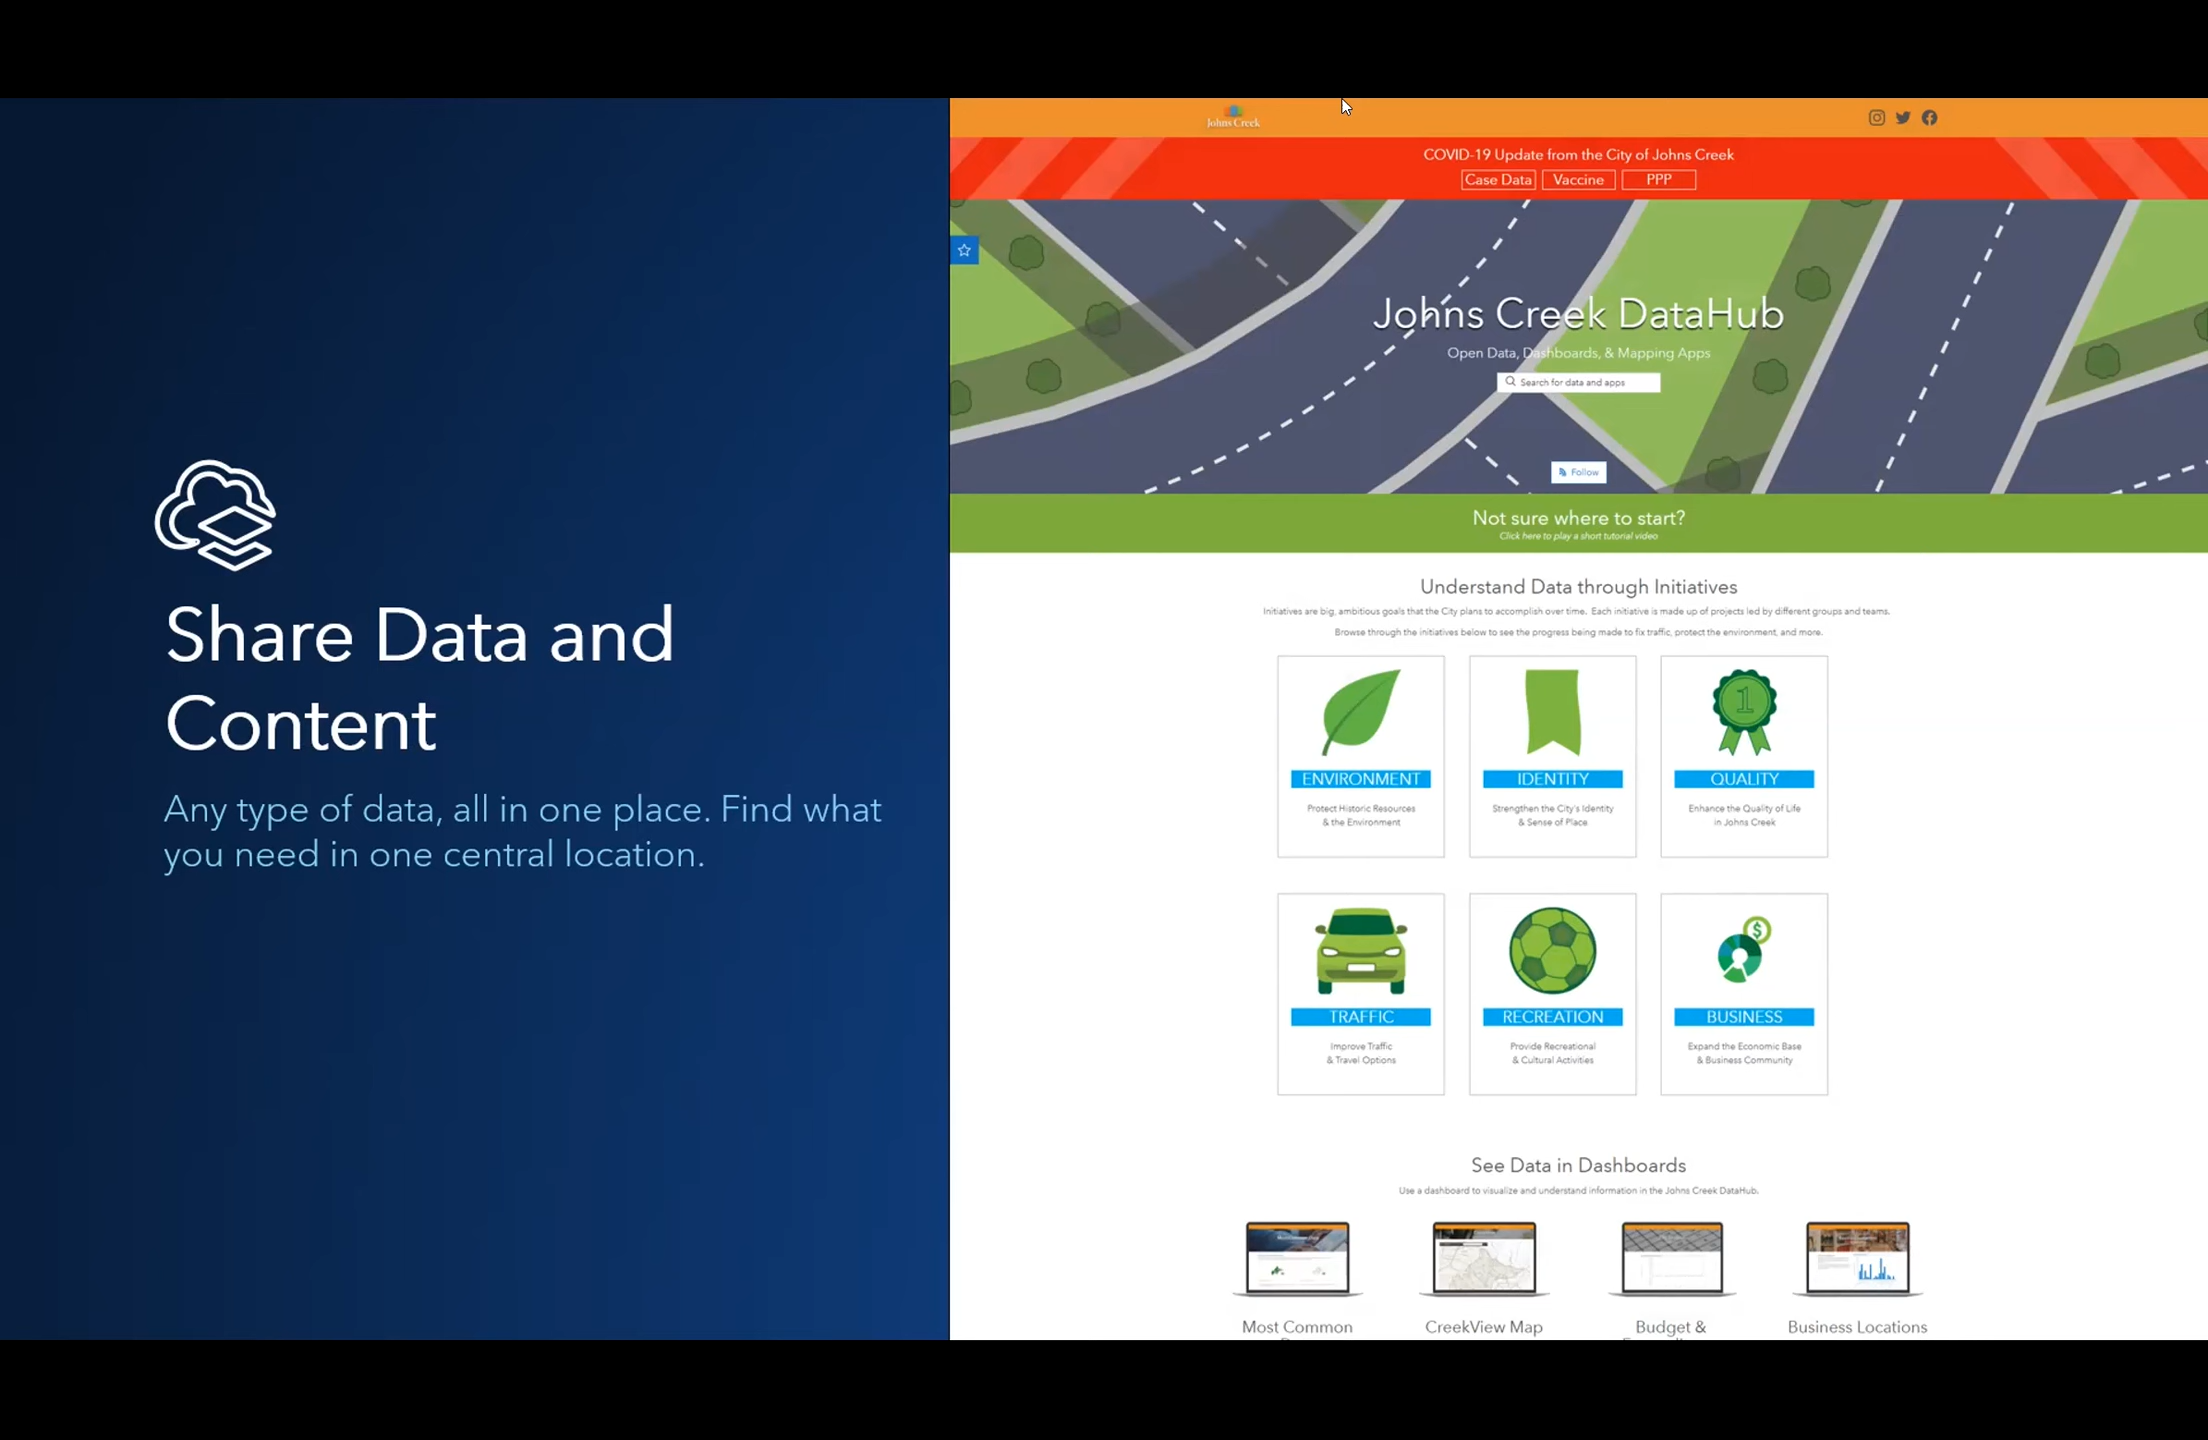 Share Data and
Content
Any type of data, all in one place. Find what
you need in one central location.
Johns Creek
COVID-19 Update from the City of Johns Creek
Case Data Vaccine PPP
Johns Creek DataHub
Open Data, Dashboards, & Mapping Apps
Search for data and apps
Follow
Not sure where to start?
Click here to play a short tutorial video
Understand Data through Initiatives
Initiatives are big, ambitious goals that the City plans to accomplish over time. Each initiative is made up of projects led by different groups and teams.
Browse through the initiatives below to see the progress being made to fix traffic, protect the environment, and more.
1
ENVIRONMENT IDENTITY QUALITY
Protect Historic Resources Strengthen the City's Identity Enhance the Quality of Life
& the Environment & Sense of Place in Johns Creek
$
TRAFFIC RECREATION BUSINESS
Improve Traffic Provide Recreational Expand the Economic Base
& Travel Options & Cultural Activities & Business Community
See Data in Dashboards
Use a dashboard to visualize and understand information in the Johns Creek DataHub.
Most Common CreekView Map Budget & Business Locations